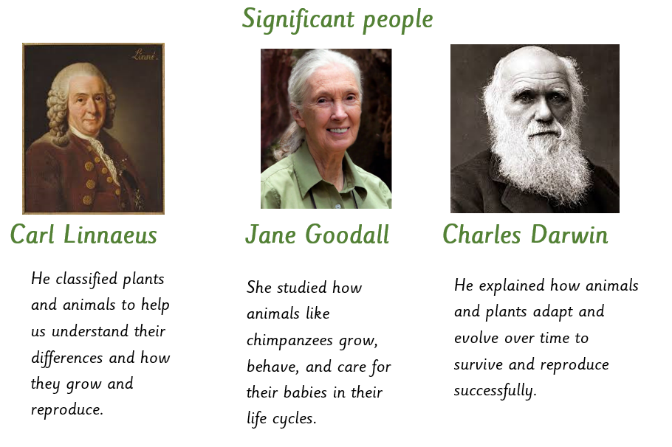 Significant people
Linné.
Carl Linnaeus
He classified plants
and animals to help
us understand their
differences and how
they grow and
reproduce.
Jane Goodall
She studied how
animals like
chimpanzees grow,
behave, and care for
their babies in their
life cycles.
Charles Darwin
He explained how animals
and plants adapt and
evolve over time to
survive and reproduce
successfully.